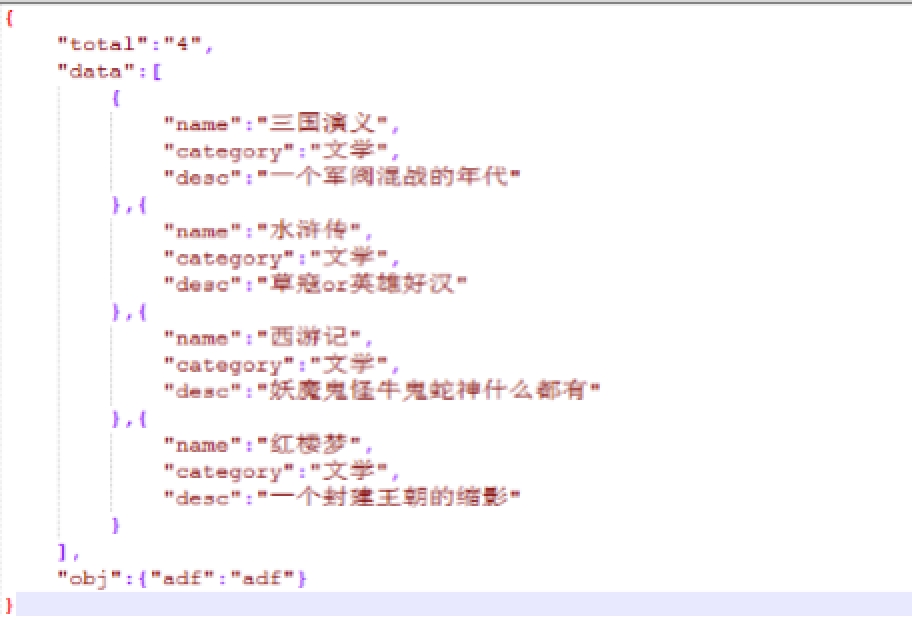 {
"total":"4",
"data":[
{
"name":"三国演义",
"category":"文学",
"desc":"一个军阀混战的年代"
},{
"name":"水浒传",
"category":"文学",
"desc":"草寇or英雄好汉"
},{
"name":"西游记",
"category":"文学",
"desc":"妖魔鬼怪牛鬼蛇神什么都有"
},{
"name":"红楼梦",
"category":"文学",
"desc":"一个封建王朝的缩影"
}
],
"obj":{"adf":"adf"}
}